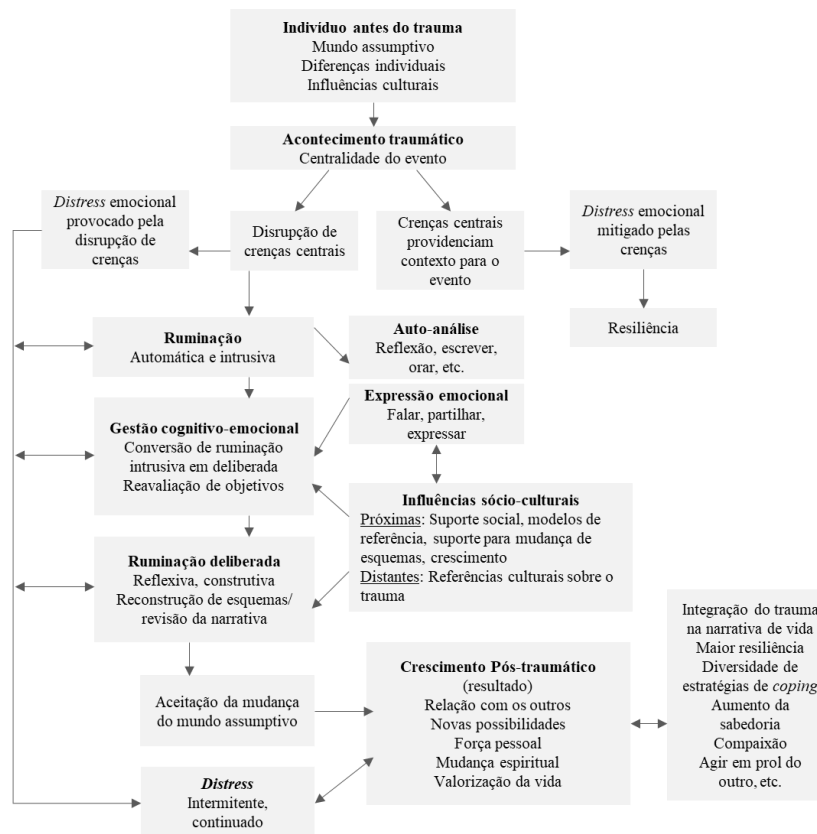 Indivíduo antes do trauma
Mundo assumptivo
Diferenças individuais
Influências culturais
Acontecimento traumático
Centralidade do evento
Distress emocional
provocado pela
disrupção de
crenças
Disrupção de
crenças centrais
Crenças centrais
providenciam
contexto para o
evento
Distress emocional
mitigado pelas
crenças
Resiliência
Ruminação
Automática e intrusiva
Auto-análise
Reflexão, escrever,
orar, etc.
Expressão emocional
Falar, partilhar,
expressar
Gestão cognitivo-emocional
Conversão de ruminação
intrusiva em deliberada
Reavaliação de objetivos
Influências sócio-culturais
Próximas: Suporte social, modelos de
referência, suporte para mudança de
esquemas, crescimento
Distantes: Referências culturais sobre o
trauma
Ruminação deliberada
Reflexiva, construtiva
Reconstrução de esquemas/
revisão da narrativa
Aceitação da mudança
do mundo assumptivo
Crescimento Pós-traumático
(resultado)
Relação com os outros
Novas possibilidades
Força pessoal
Mudança espiritual
Valorização da vida
Integração do trauma
na narrativa de vida
Maior resiliência
Diversidade de
estratégias de coping
Aumento da
sabedoria
Compaixão
Agir em prol do
outro, etc.
Distress
Intermitente,
continuado